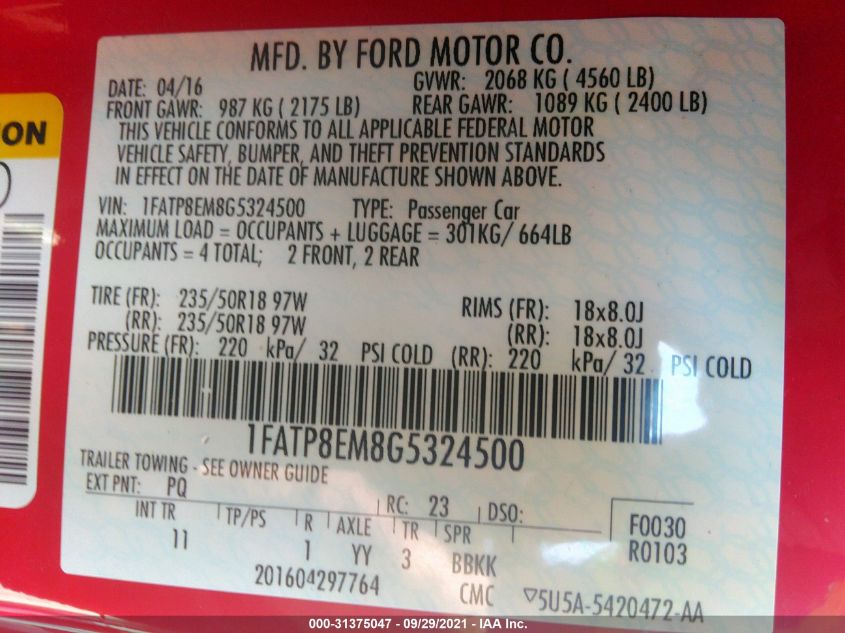 MFD. BY FORD MOTOR CO.
DATE: 04/16 GVWR: 2068 KG ( 4560 LB)
FRONT GAWR: 987 KG ( 2175 LB) REAR GAWR: 1089 KG ( 2400 LB)
THIS VEHICLE CONFORMS TO ALL APPLICABLE FEDERAL MOTOR
VEHICLE SAFETY, BUMPER, AND THEFT PREVENTION STANDARDS
IN EFFECT ON THE DATE OF MANUFACTURE SHOWN ABOVE.
VIN: 1FATP8EM8G5324500 TYPE: Passenger Car
MAXIMUM LOAD = OCCUPANTS + LUGGAGE = 301KG/ 664LB
OCCUPANTS = 4 TOTAL; 2 FRONT, 2 REAR
TIRE (FR): 235/50R18 97W RIMS (FR): 18x8.0J
(RR): 235/50R18 97W (RR): 18x8.0J
PRESSURE (FR): 220 kPa/ 32 PSI COLD (RR): 220 kPa/ 32 PSI COLD
1FATP8EM8G5324500
TRAILER TOWING - SEE OWNER GUIDE
EXT PNT: PQ RC: 23 DSO:
INT TR TP/PS R AXLE TR SPR F0030
11 1 YY 3 BBKK R0103
201604297764 CMC 5U5A-5420472-AA
ION
000-31375047 - 09/29/2021 - IAA Inc.